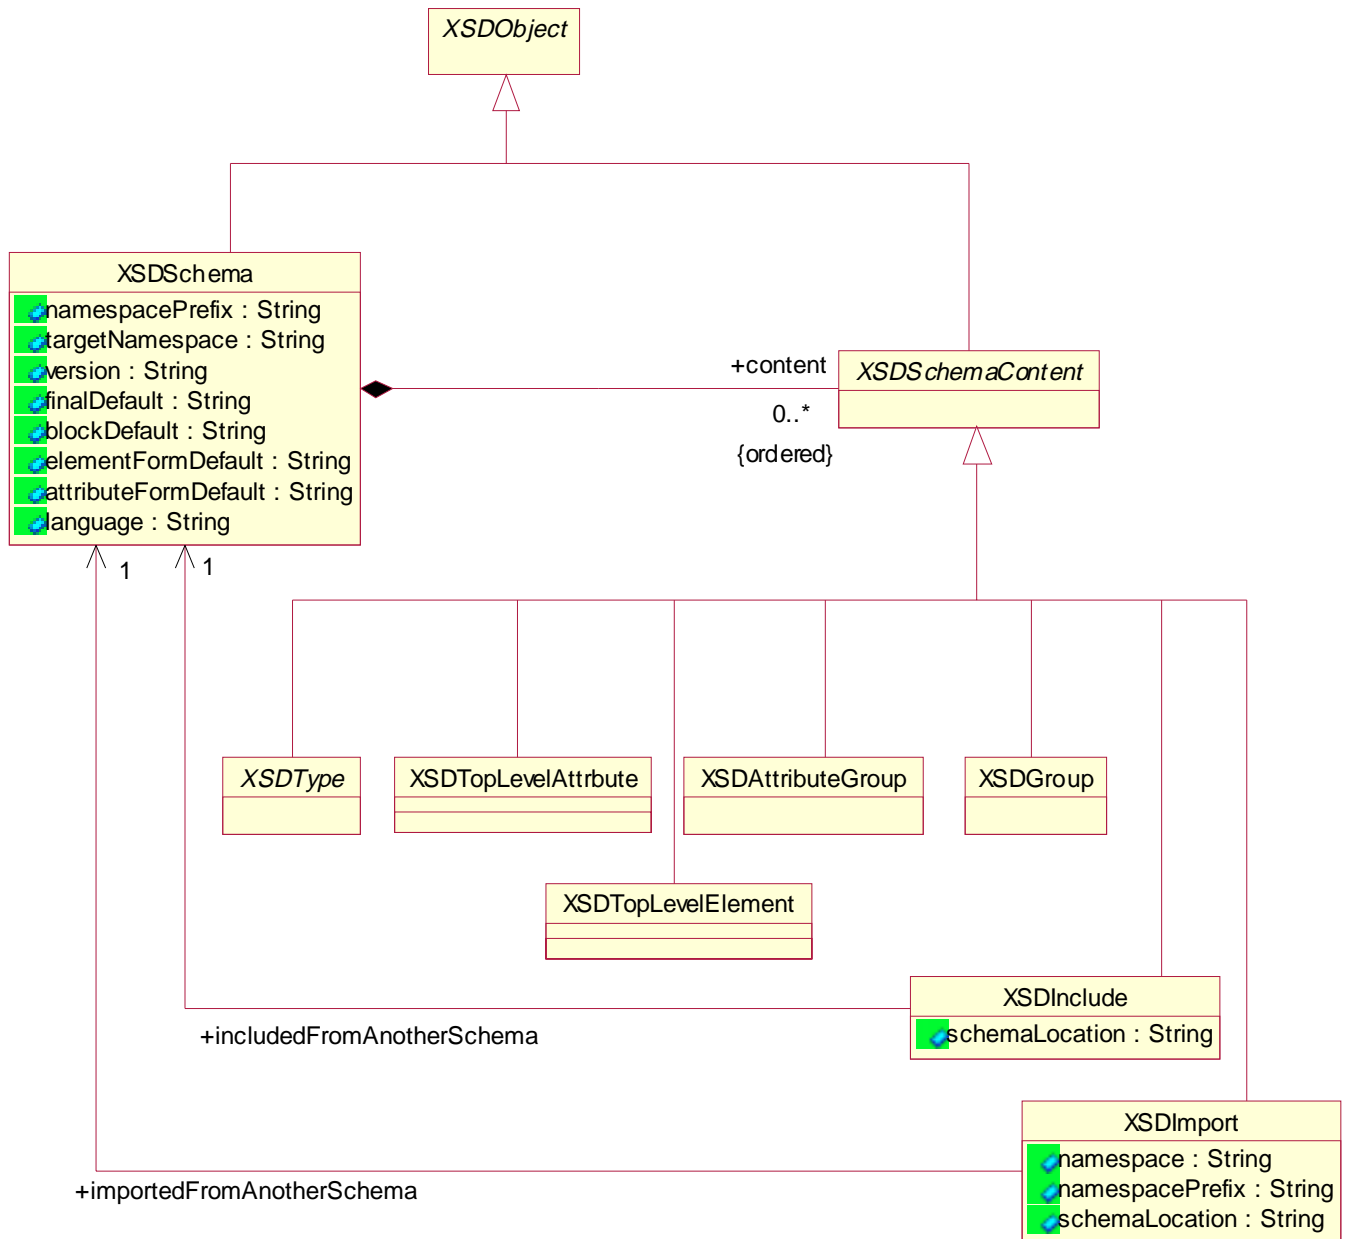 XSDObject
XSDSchema
namespacePrefix : String
targetNamespace : String
version : String
finalDefault : String
blockDefault : String
elementFormDefault : String
attributeFormDefault : String
language : String
+content
0..*
{ordered}
XSDSchemaContent
1
1
XSDType
XSDTopLevelAttrbute
XSDAttributeGroup
XSDGroup
XSDTopLevelElement
XSDInclude
schemaLocation : String
+includedFromAnotherSchema
XSDImport
namespace : String
namespacePrefix : String
schemaLocation : String
+importedFromAnotherSchema